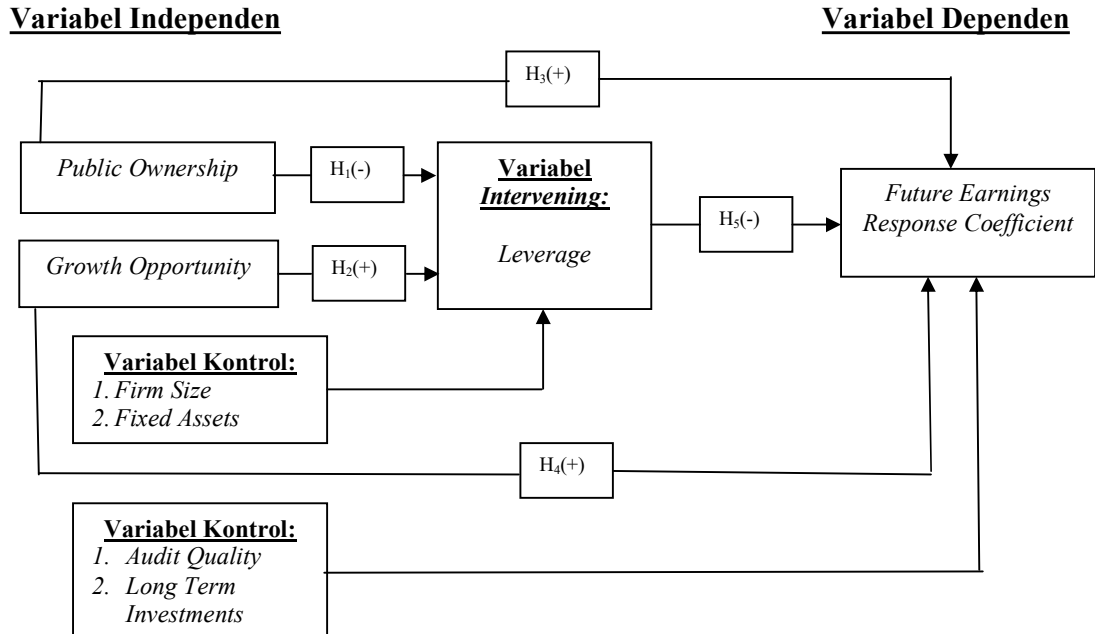 Variabel Independen
Variabel Dependen
H₃(+)
Public Ownership
H₁(-)
Variabel
Intervening:
Leverage
H₅(-)
Future Earnings
Response Coefficient
Growth Opportunity
H₂(+)
Variabel Kontrol:
1. Firm Size
2. Fixed Assets
H₄(+)
Variabel Kontrol:
1. Audit Quality
2. Long Term
Investments